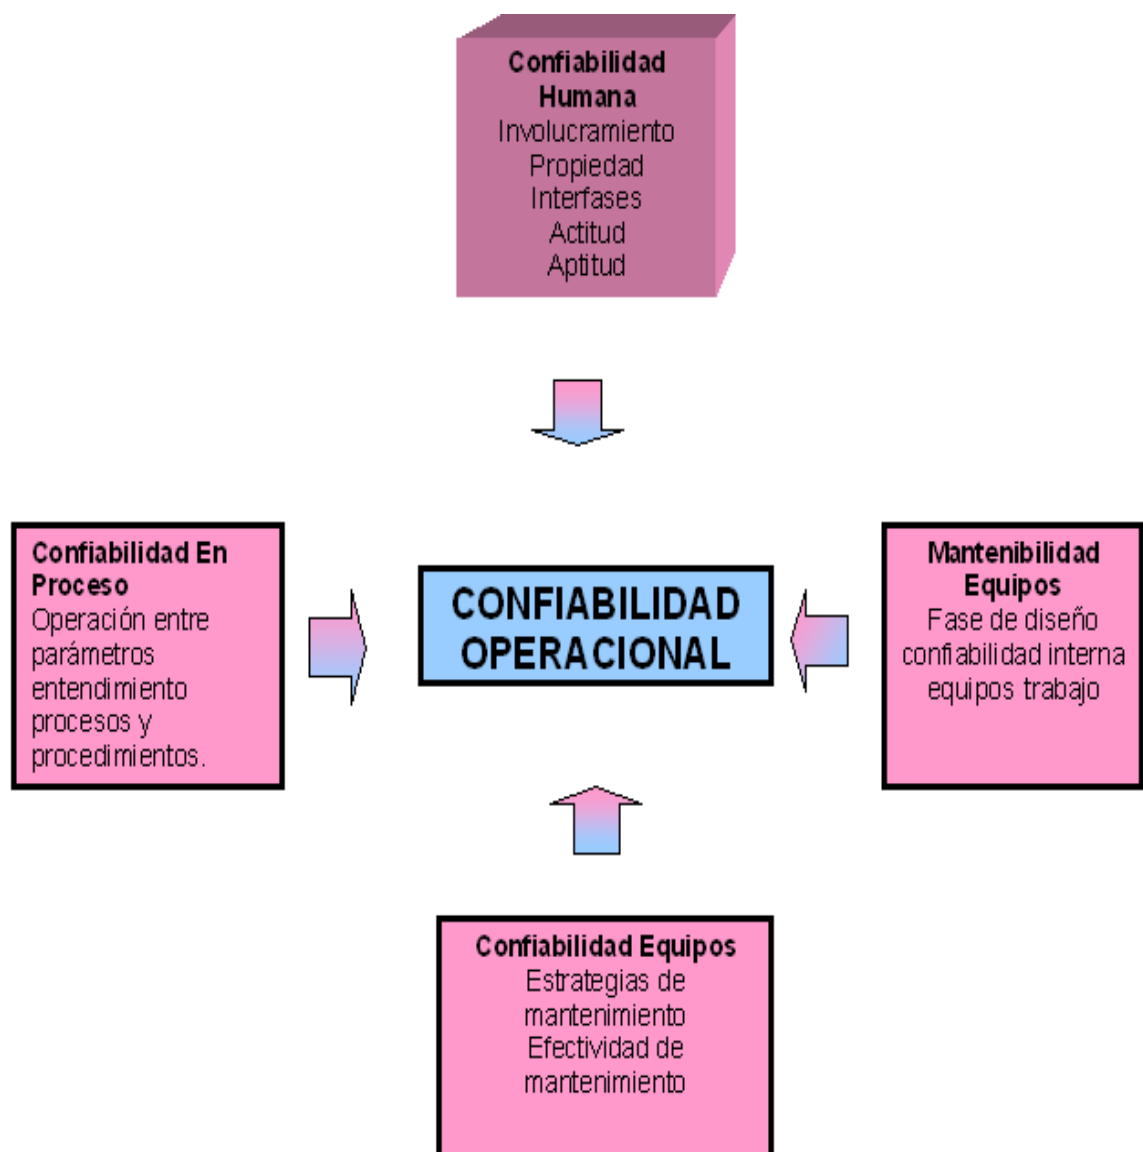 Confiabilidad
Humana
Involucramiento
Propiedad
Interfases
Actitud
Aptitud
Confiabilidad En
Proceso
Operación entre
parámetros
entendimiento
procesos y
procedimientos.
CONFIABILIDAD
OPERACIONAL
Mantenibilidad
Equipos
Fase de diseño
confiabilidad interna
equipos trabajo
Confiabilidad Equipos
Estrategias de
mantenimiento
Efectividad de
mantenimiento